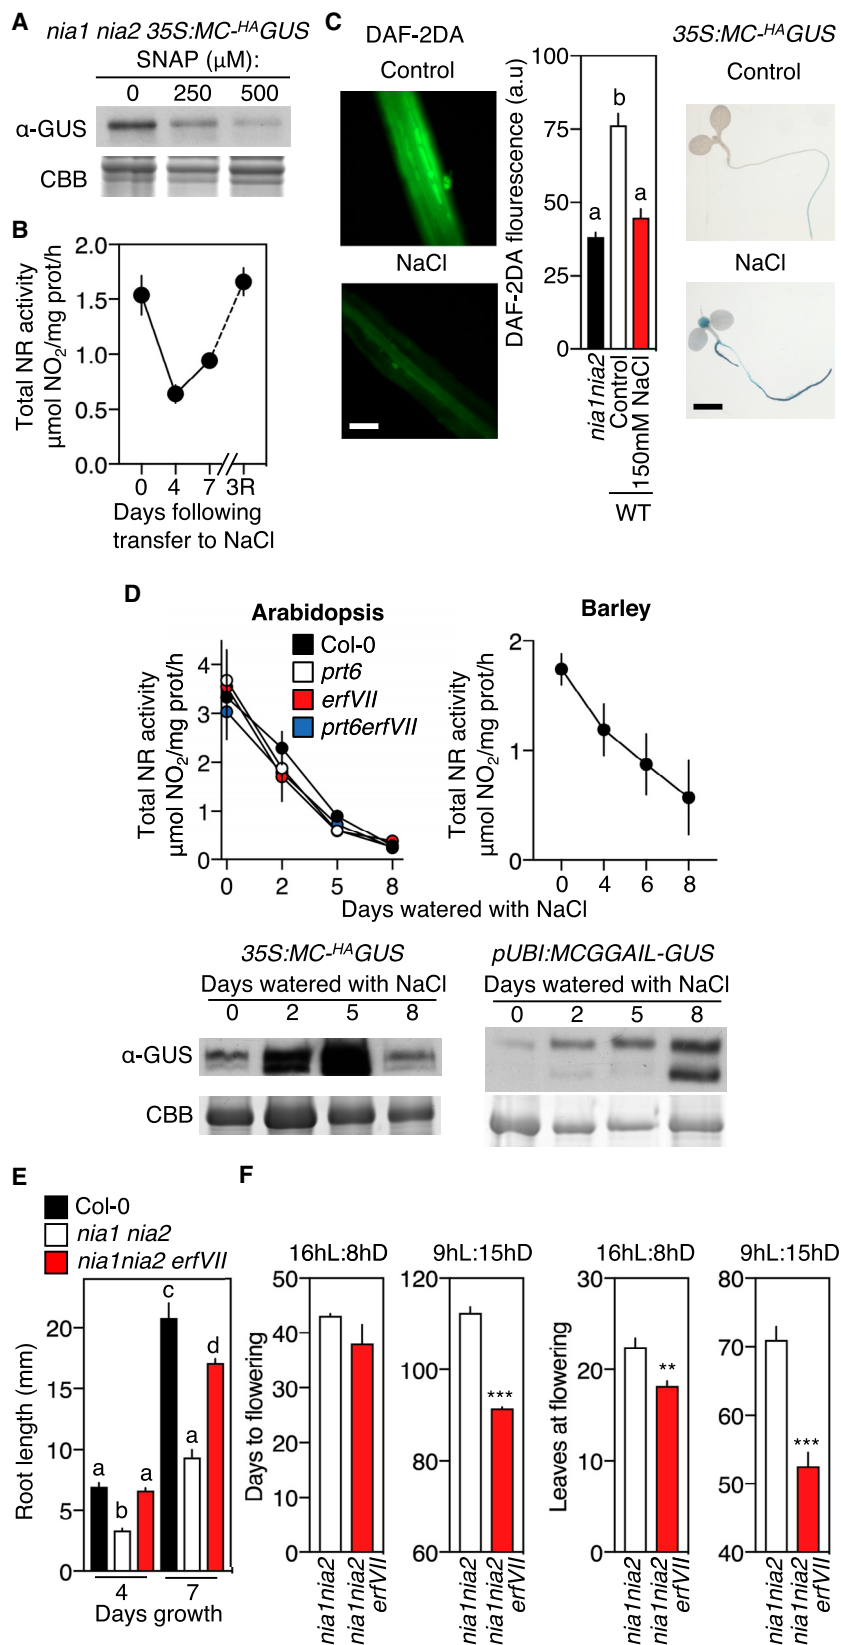 A
nia1 nia2 35S:MC-HAGUS
SNAP (μM):
0 250 500
α-GUS
CBB
B
Total NR activity
μmol NO2/mg prot/h
2.0
1.5
1.0
0.5
0.0
0 4 7 3R
Days following
transfer to NaCl
C
DAF-2DA
Control
NaCl
DAF-2DA flourescence (a.u)
100
75
50
25
0
a
b
a
nia1nia2
Control
150mM NaCl
WT
35S:MC-HAGUS
Control
NaCl
D
Arabidopsis
Col-0
prt6
erfVII
prt6erfVII
Total NR activity
μmol NO2/mg prot/h
4
3
2
1
0
0 2 5 8
Barley
Total NR activity
μmol NO2/mg prot/h
2
1
0
0 4 6 8
Days watered with NaCl
35S:MC-HAGUS
Days watered with NaCl
0 2 5 8
α-GUS
CBB
pUBI:MCGGAIL-GUS
Days watered with NaCl
0 2 5 8
E
Col-0
nia1 nia2
nia1nia2 erfVII
Root length (mm)
20
15
10
5
0
a b a c a d
4 7
Days growth
F
16hL:8hD
Days to flowering
50
40
30
20
10
0
nia1nia2
nia1nia2
erfVII
9hL:15hD
120
100
80
60
***
nia1nia2
nia1nia2
erfVII
16hL:8hD
Leaves at flowering
30
20
10
0
**
nia1nia2
nia1nia2
erfVII
9hL:15hD
80
70
60
50
40
***
nia1nia2
nia1nia2
erfVII